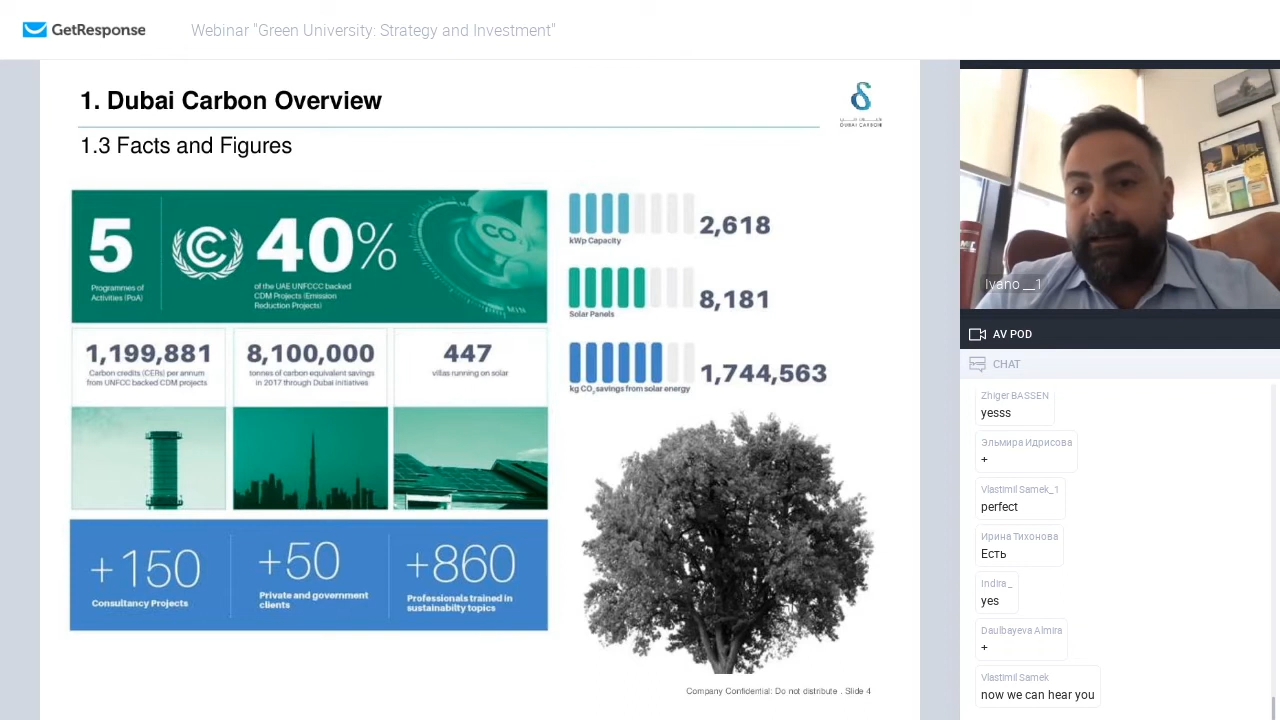 GetResponse
Webinar "Green University: Strategy and Investment"
1. Dubai Carbon Overview
DUBAI CARBON
1.3 Facts and Figures
5
Programmes of
Activities (PoA)
40%
of the UAE UNFCCC backed
CDM Projects (Emission
Reduction Projects)
CO₂
1,199,881
Carbon credits (CERs) per annum
from UNFCC backed CDM projects
8,100,000
tonnes of carbon equivalent savings
in 2017 through Dubai initiatives
447
villas running on solar
+150
Consultancy Projects
+50
Private and government
clients
+860
Professionals trained in
sustainabilty topics
2,618
kWp Capacity
8,181
Solar Panels
1,744,563
kg CO₂ savings from solar energy
Company Confidential: Do not distribute . Slide 4
Ivano __1
AV POD
CHAT
Zhiger BASSEN
yesss
Эльмира Идрисова
+
Vlastimil Samek_1
perfect
Ирина Тихонова
Есть
Indira _
yes
Daulbayeva Almira
+
Vlastimil Samek
now we can hear you